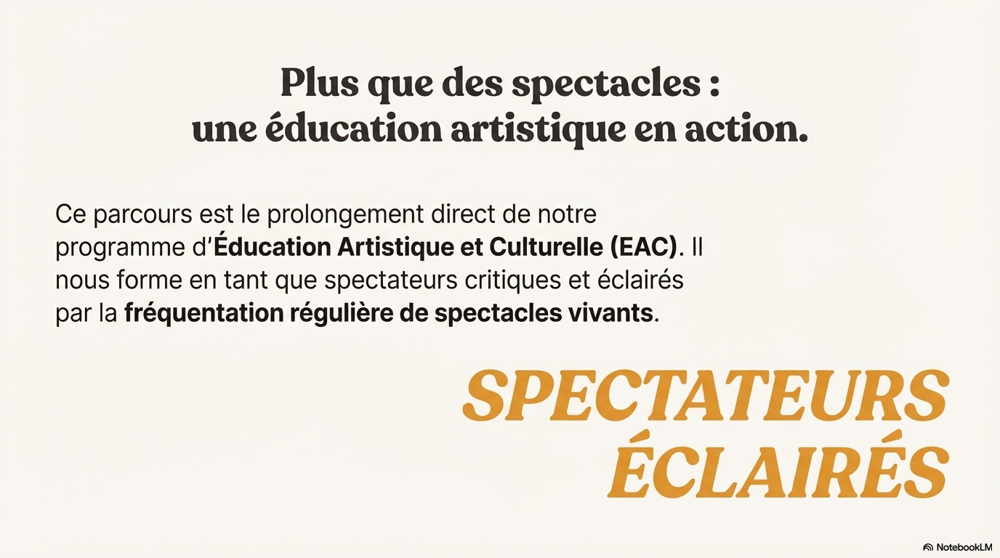 Plus que des spectacles :
une éducation artistique en action.
Ce parcours est le prolongement direct de notre
programme d’Éducation Artistique et Culturelle (EAC). Il
nous forme en tant que spectateurs critiques et éclairés
par la fréquentation régulière de spectacles vivants.
SPECTATEURS
ÉCLAIRÉS
NotebookLM